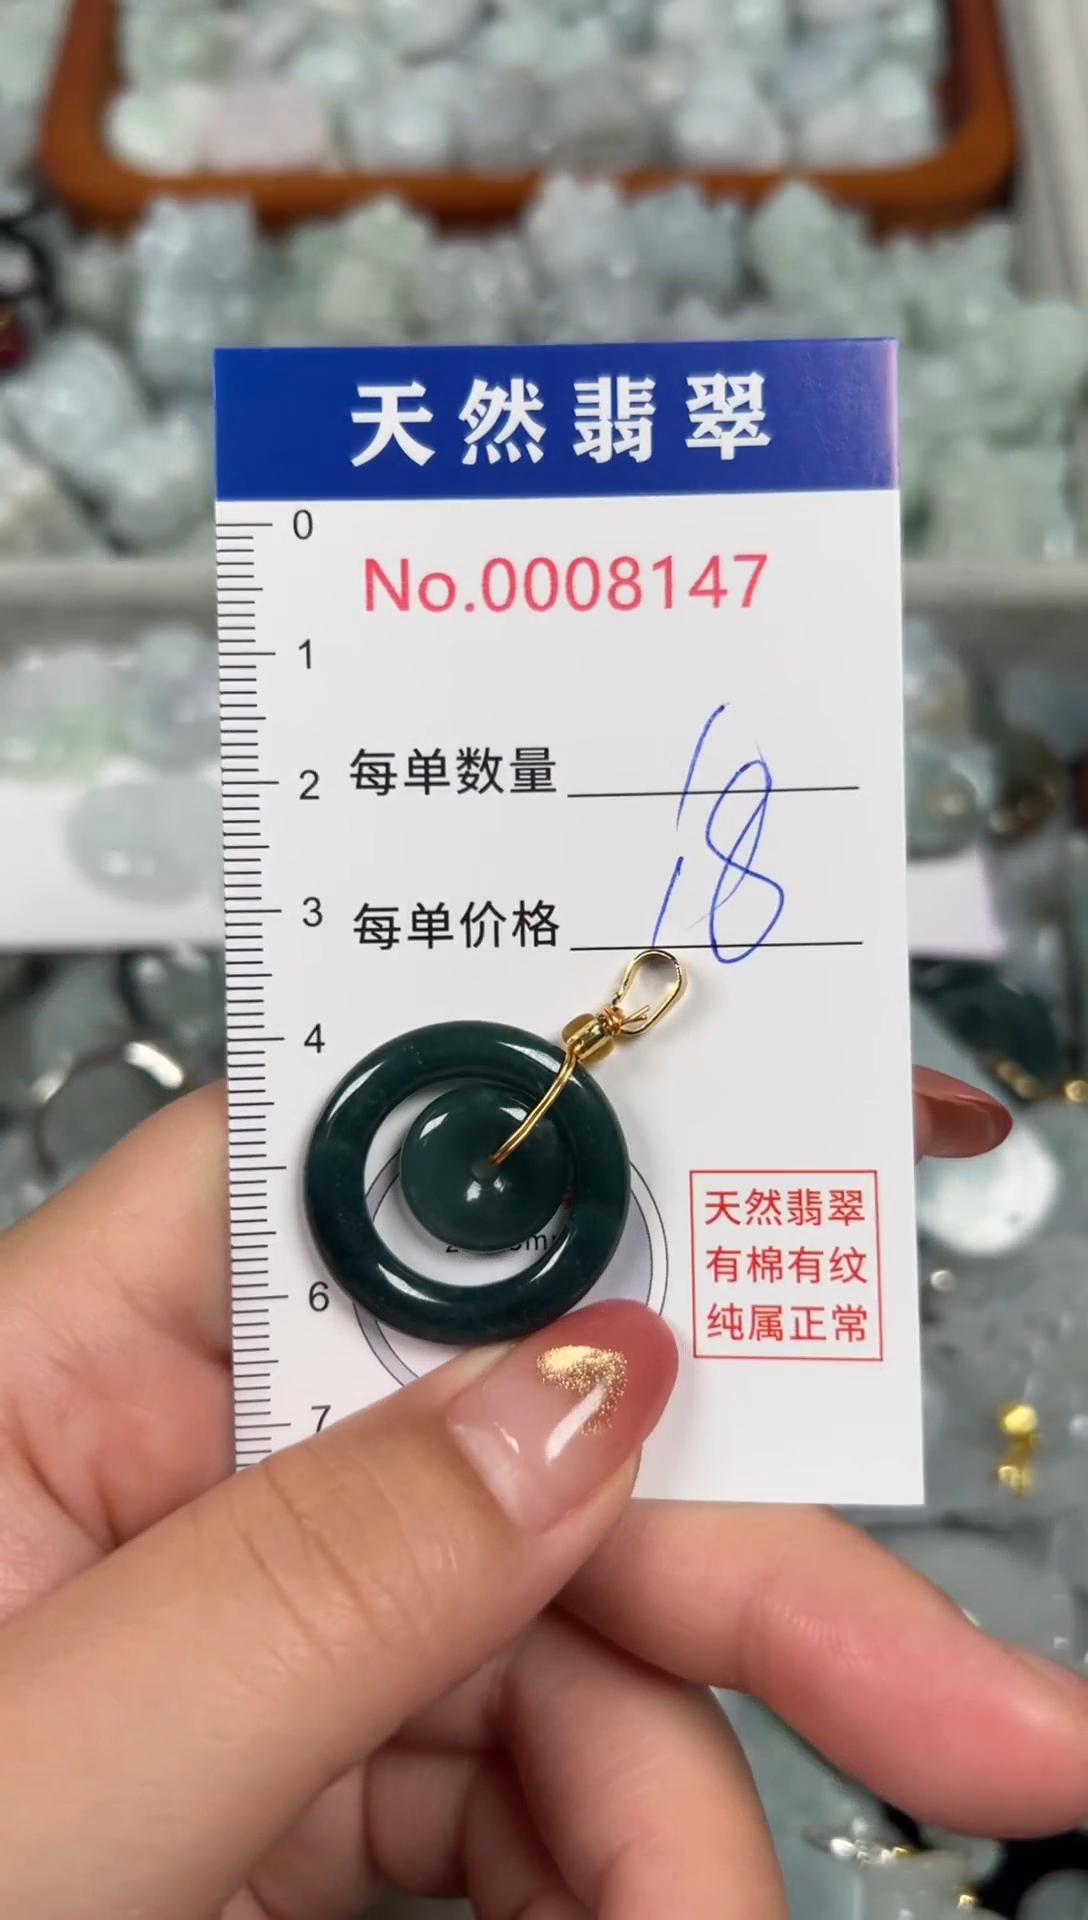 天然翡翠
0
No.0008147
1
2 每单数量 1
3 每单价格 18
4
天然翡翠
有棉有纹
纯属正常
6
7